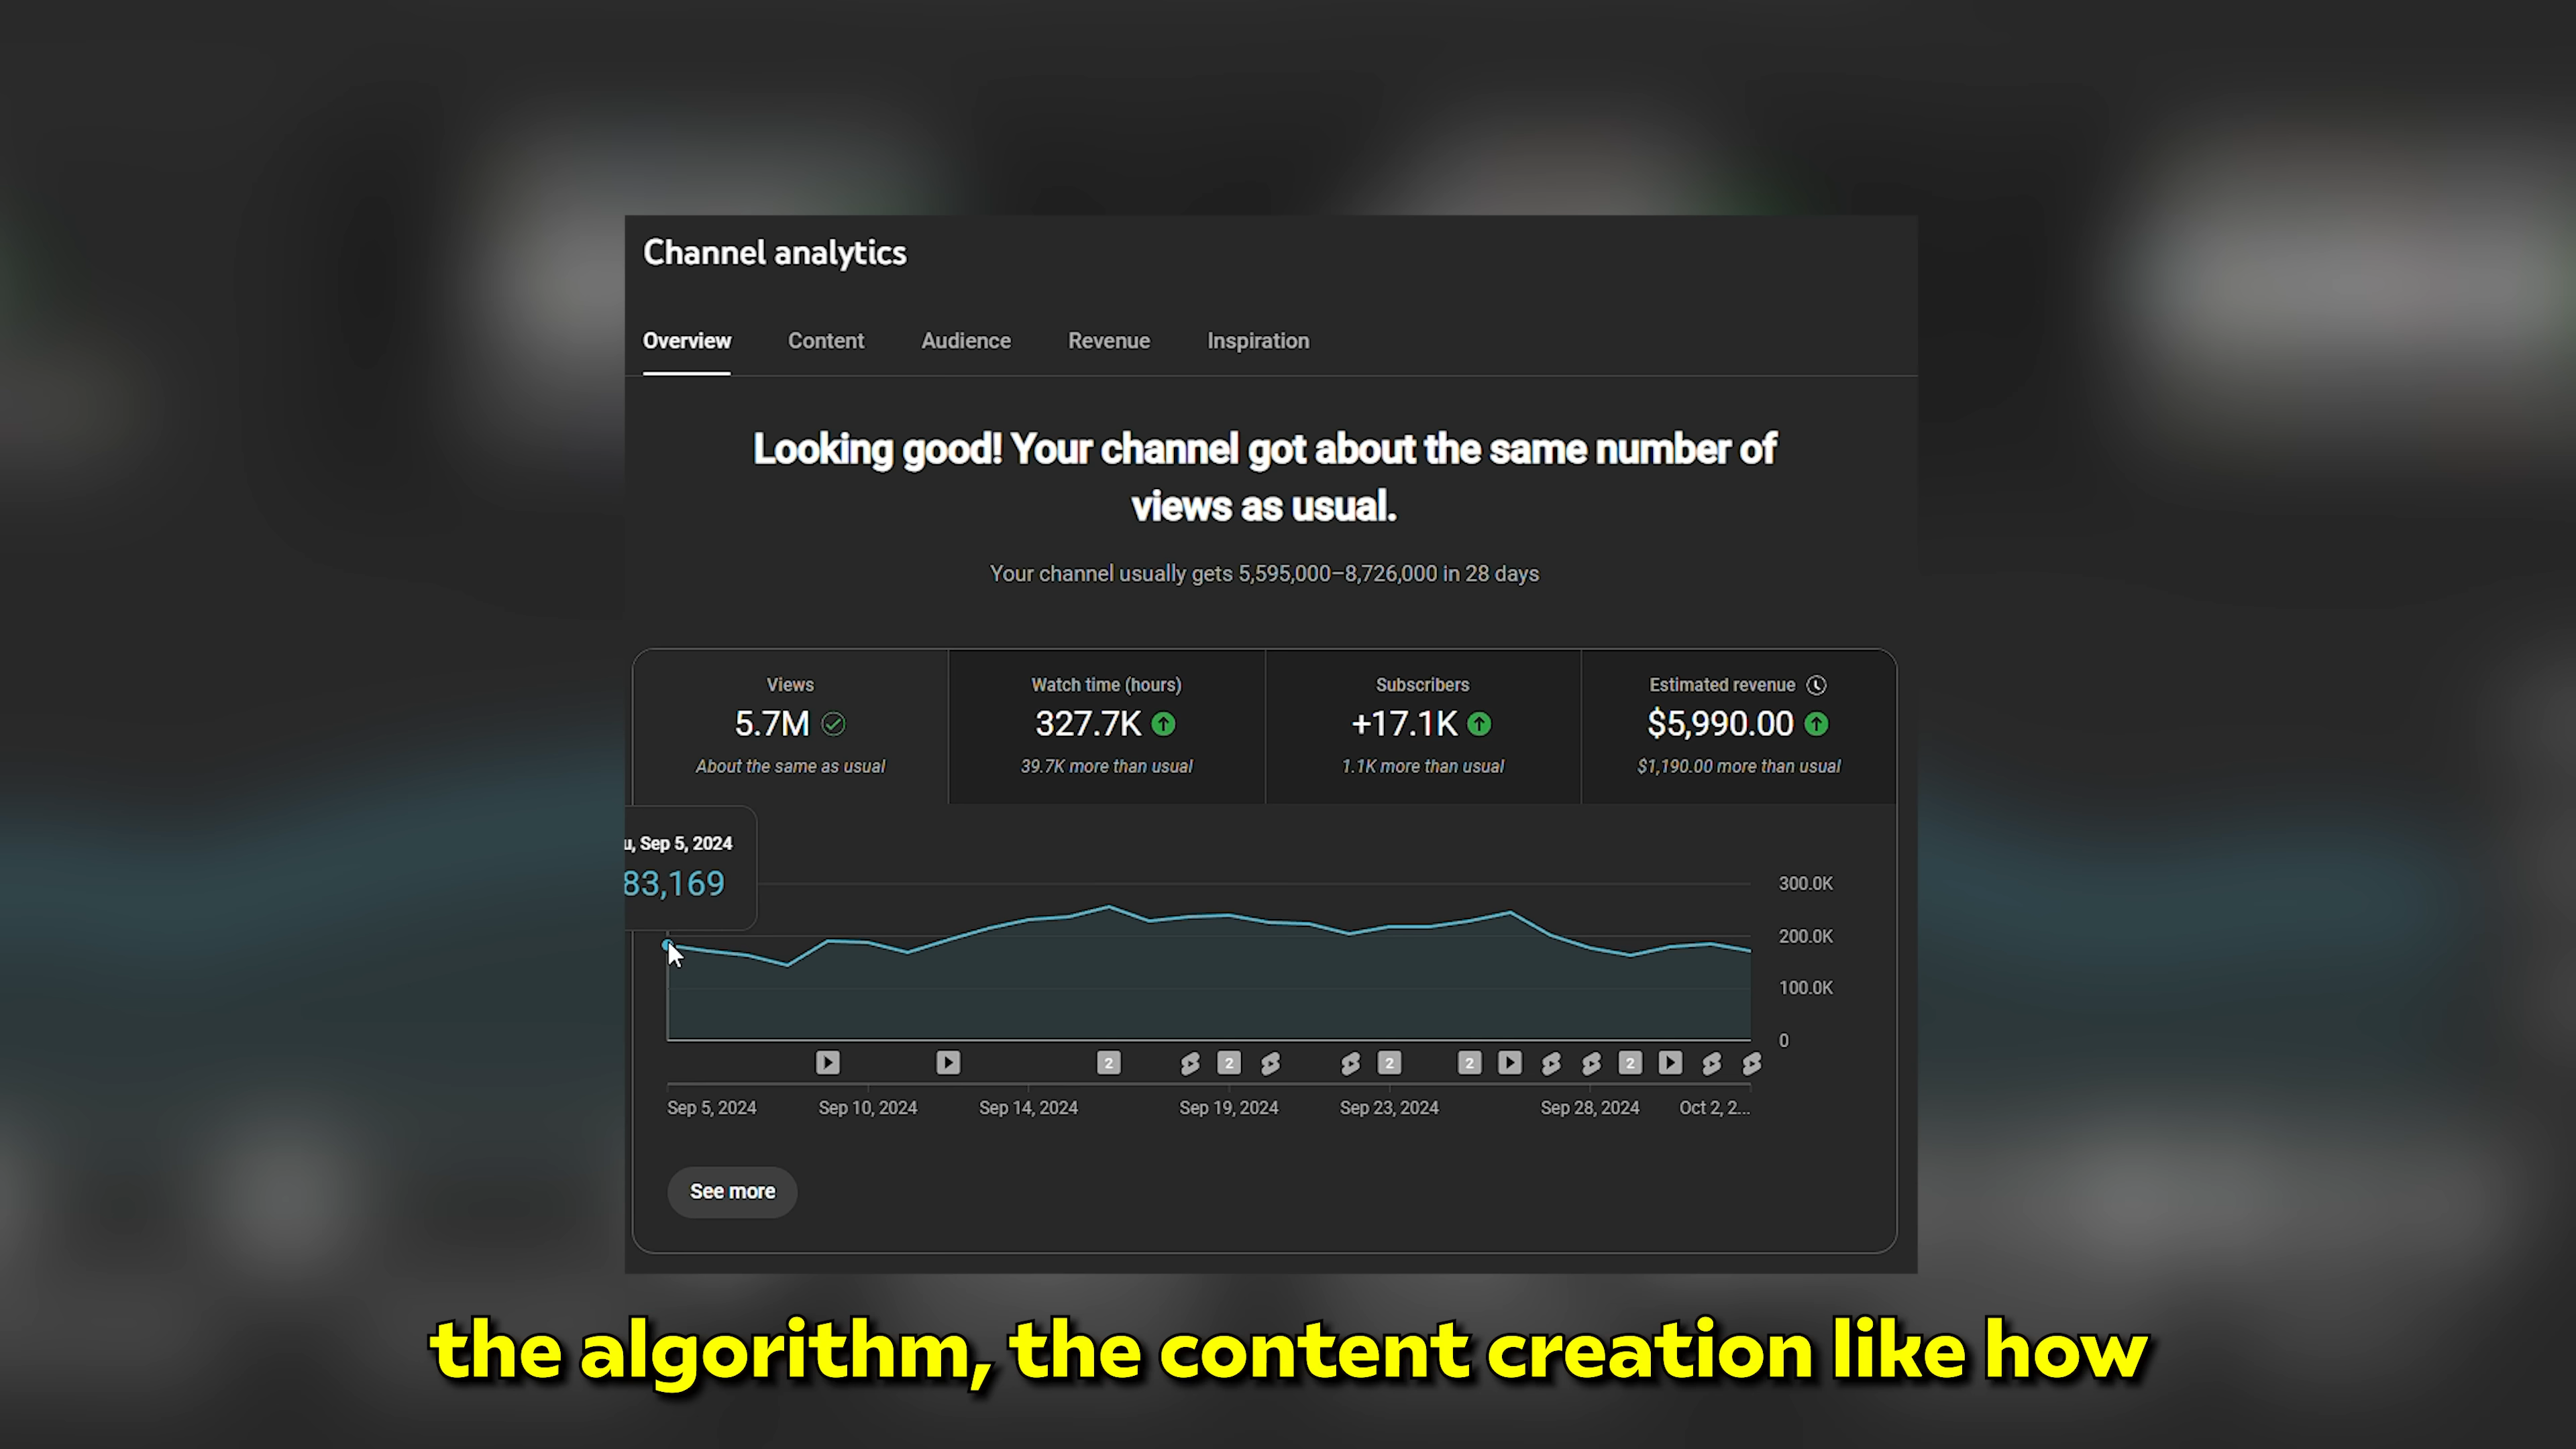 Channel analytics
Overview Content Audience Revenue Inspiration
Looking good! Your channel got about the same number of
views as usual.
Your channel usually gets 5,595,000–8,726,000 in 28 days
Views Watch time (hours) Subscribers Estimated revenue
5.7M 327.7K +17.1K $5,990.00
About the same as usual 39.7K more than usual 1.1K more than usual $1,190.00 more than usual
u, Sep 5, 2024
83,169
300.0K
200.0K
100.0K
0
2 2 2 2 2
Sep 5, 2024 Sep 10, 2024 Sep 14, 2024 Sep 19, 2024 Sep 23, 2024 Sep 28, 2024 Oct 2, 2...
See more
the algorithm, the content creation like how